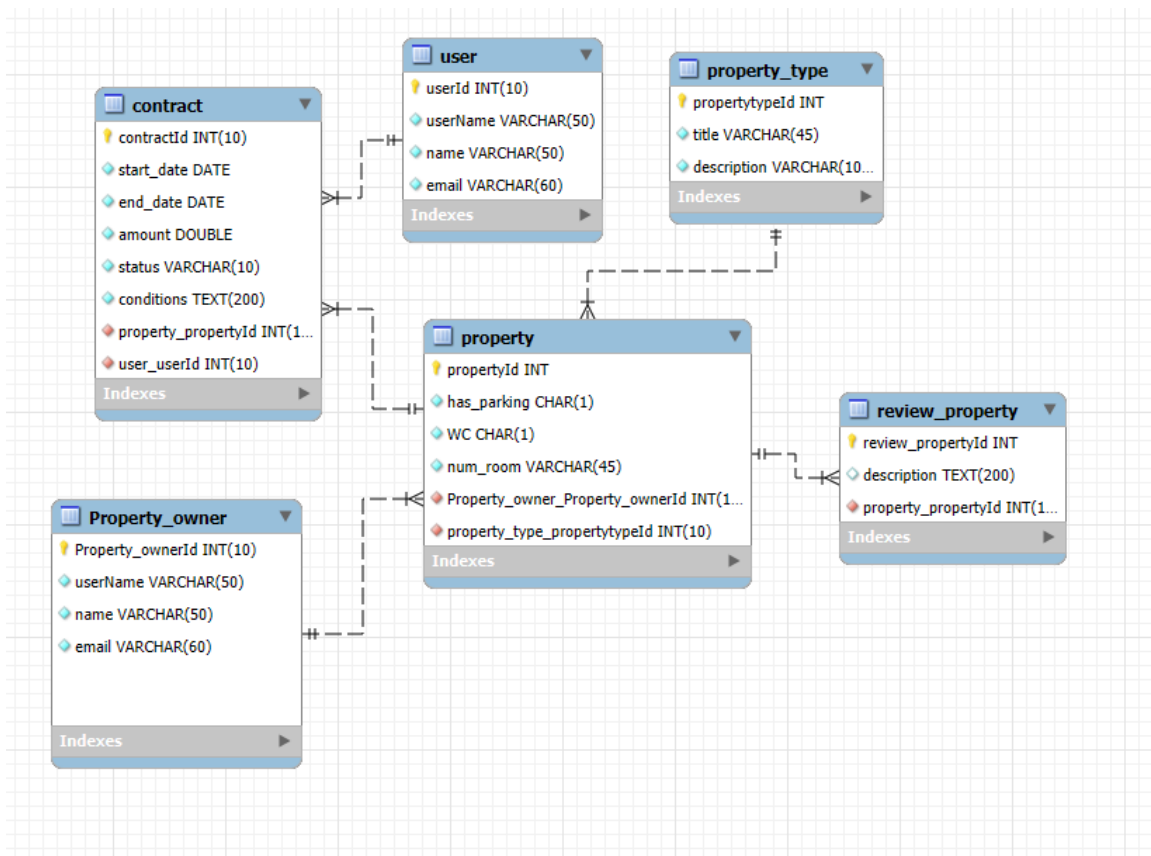 user
userId INT(10)
userName VARCHAR(50)
name VARCHAR(50)
email VARCHAR(60)
Indexes
property_type
propertytypeId INT
title VARCHAR(45)
description VARCHAR(10...
Indexes
contract
contractId INT(10)
start_date DATE
end_date DATE
amount DOUBLE
status VARCHAR(10)
conditions TEXT(200)
property_propertyId INT(1...
user_userId INT(10)
Indexes
property
propertyId INT
has_parking CHAR(1)
WC CHAR(1)
num_room VARCHAR(45)
Property_owner_Property_ownerId INT(1...
property_type_propertytypeId INT(10)
Indexes
review_property
review_propertyId INT
description TEXT(200)
property_propertyId INT(1...
Indexes
Property_owner
Property_ownerId INT(10)
userName VARCHAR(50)
name VARCHAR(50)
email VARCHAR(60)
Indexes